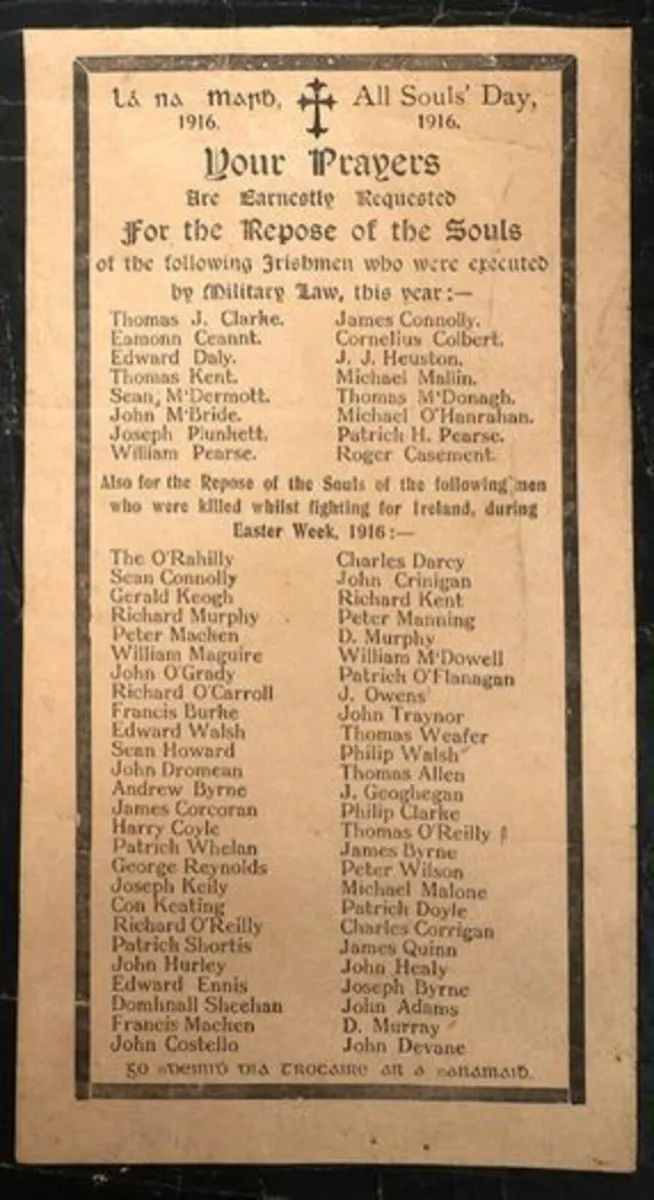 Lá na marḃ, All Souls' Day,
1916. 1916.
Your Prayers
Are Earnestly Requested
For the Repose of the Souls
of the following Irishmen who were executed
by Military Law, this year:—
Thomas J. Clarke. James Connolly.
Eamonn Ceannt. Cornelius Colbert.
Edward Daly. J. J. Heuston.
Thomas Kent. Michael Mallin.
Sean M'Dermott. Thomas M'Donagh.
John M'Bride. Michael O'Hanrahan.
Joseph Plunkett. Patrick H. Pearse.
William Pearse. Roger Casement.
Also for the Repose of the Souls of the following men
who were killed whilst fighting for Ireland, during
Easter Week, 1916:—
The O'Rahilly Charles Darcy
Sean Connolly John Crinigan
Gerald Keogh Richard Kent
Richard Murphy Peter Manning
Peter Macken D. Murphy
William Maguire William M'Dowell
John O'Grady Patrick O'Flanagan
Richard O'Carroll J. Owens
Francis Burke John Traynor
Edward Walsh Thomas Weafer
Sean Howard Philip Walsh
John Dromean Thomas Allen
Andrew Byrne J. Geoghegan
James Corcoran Philip Clarke
Harry Coyle Thomas O'Reilly
Patrick Whelan James Byrne
George Reynolds Peter Wilson
Joseph Keily Michael Malone
Con Keating Patrick Doyle
Richard O'Reilly Charles Corrigan
Patrick Shortis James Quinn
John Hurley John Healy
Edward Ennis Joseph Byrne
Domhnall Sheehan John Adams
Francis Macken D. Murray
John Costello John Devane
go Dia trocaire ar a